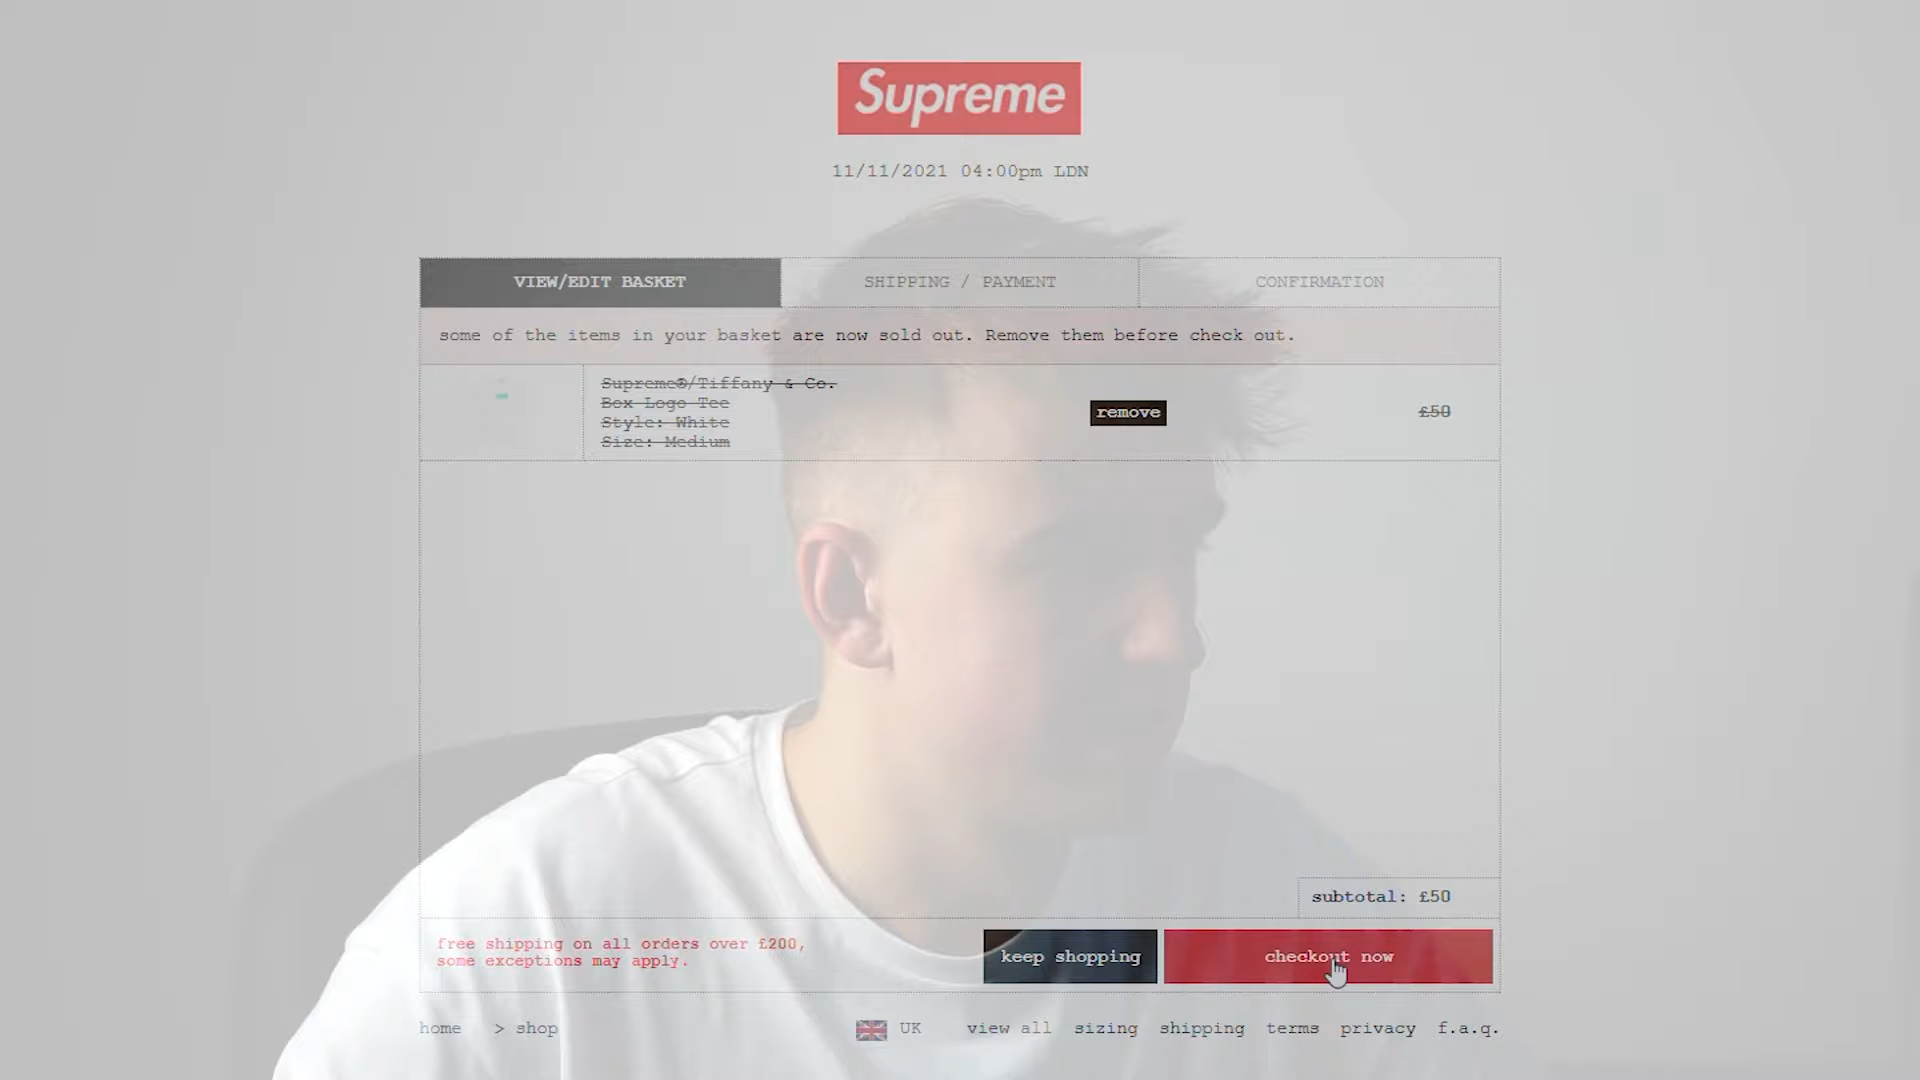 Supreme
11/11/2021 04:00pm LDN
VIEW/EDIT BASKET
SHIPPING / PAYMENT
CONFIRMATION
some of the items in your basket are now sold out. Remove them before check out.
Supreme®/Tiffany & Co.
Box Logo Tee
Style: White
Size: Medium
remove
£50
subtotal: £50
free shipping on all orders over £200,
some exceptions may apply.
keep shopping
checkout now
home > shop
UK
view all sizing shipping terms privacy f.a.q.